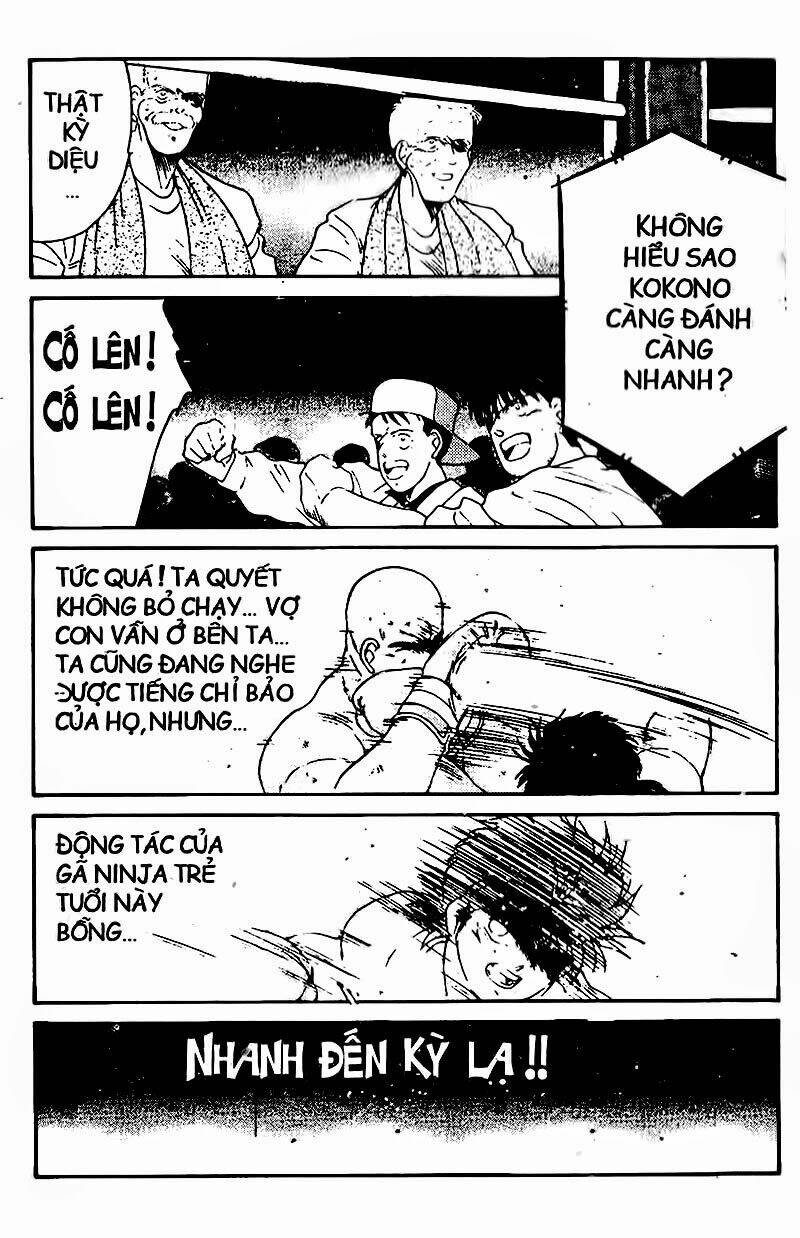 THẬT
KỲ
DIỆU
...
KHÔNG
HIỂU SAO
KOKONO
CÀNG ĐÁNH
CÀNG
NHANH?
CỐ LÊN!
CỐ LÊN!
TỨC QUÁ! TA QUYẾT
KHÔNG BỎ CHẠY... VỢ
CON VẪN Ở BÊN TA...
TA CŨNG ĐANG NGHE
ĐƯỢC TIẾNG CHỈ BẢO
CỦA HỌ, NHƯNG...
ĐỘNG TÁC CỦA
GÃ NINJA TRẺ
TUỔI NÀY
BỖNG...
NHANH ĐẾN KỲ LẠ!!